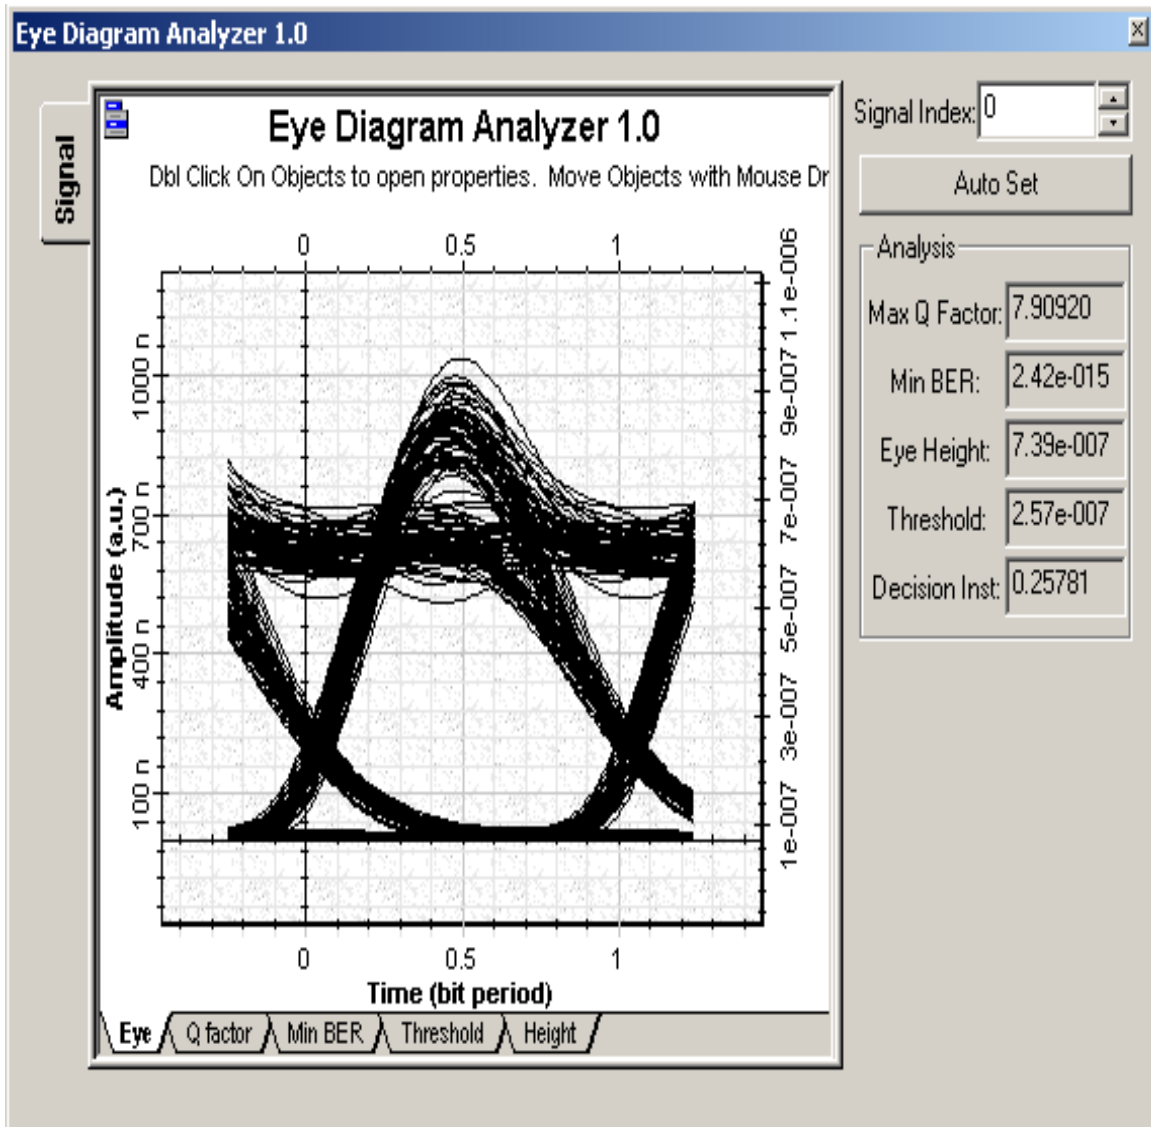 Eye Diagram Analyzer 1.0
Signal
Eye Diagram Analyzer 1.0
Dbl Click On Objects to open properties. Move Objects with Mouse Dr
0 0.5 1
Amplitude (a.u.)
1000 n
700 n
400 n
100 n
1.1e-006
9e-007
7e-007
5e-007
3e-007
1e-007
0 0.5 1
Time (bit period)
Eye Q factor Min BER Threshold Height
Signal Index: 0
Auto Set
Analysis
Max Q Factor: 7.90920
Min BER: 2.42e-015
Eye Height: 7.39e-007
Threshold: 2.57e-007
Decision Inst: 0.25781